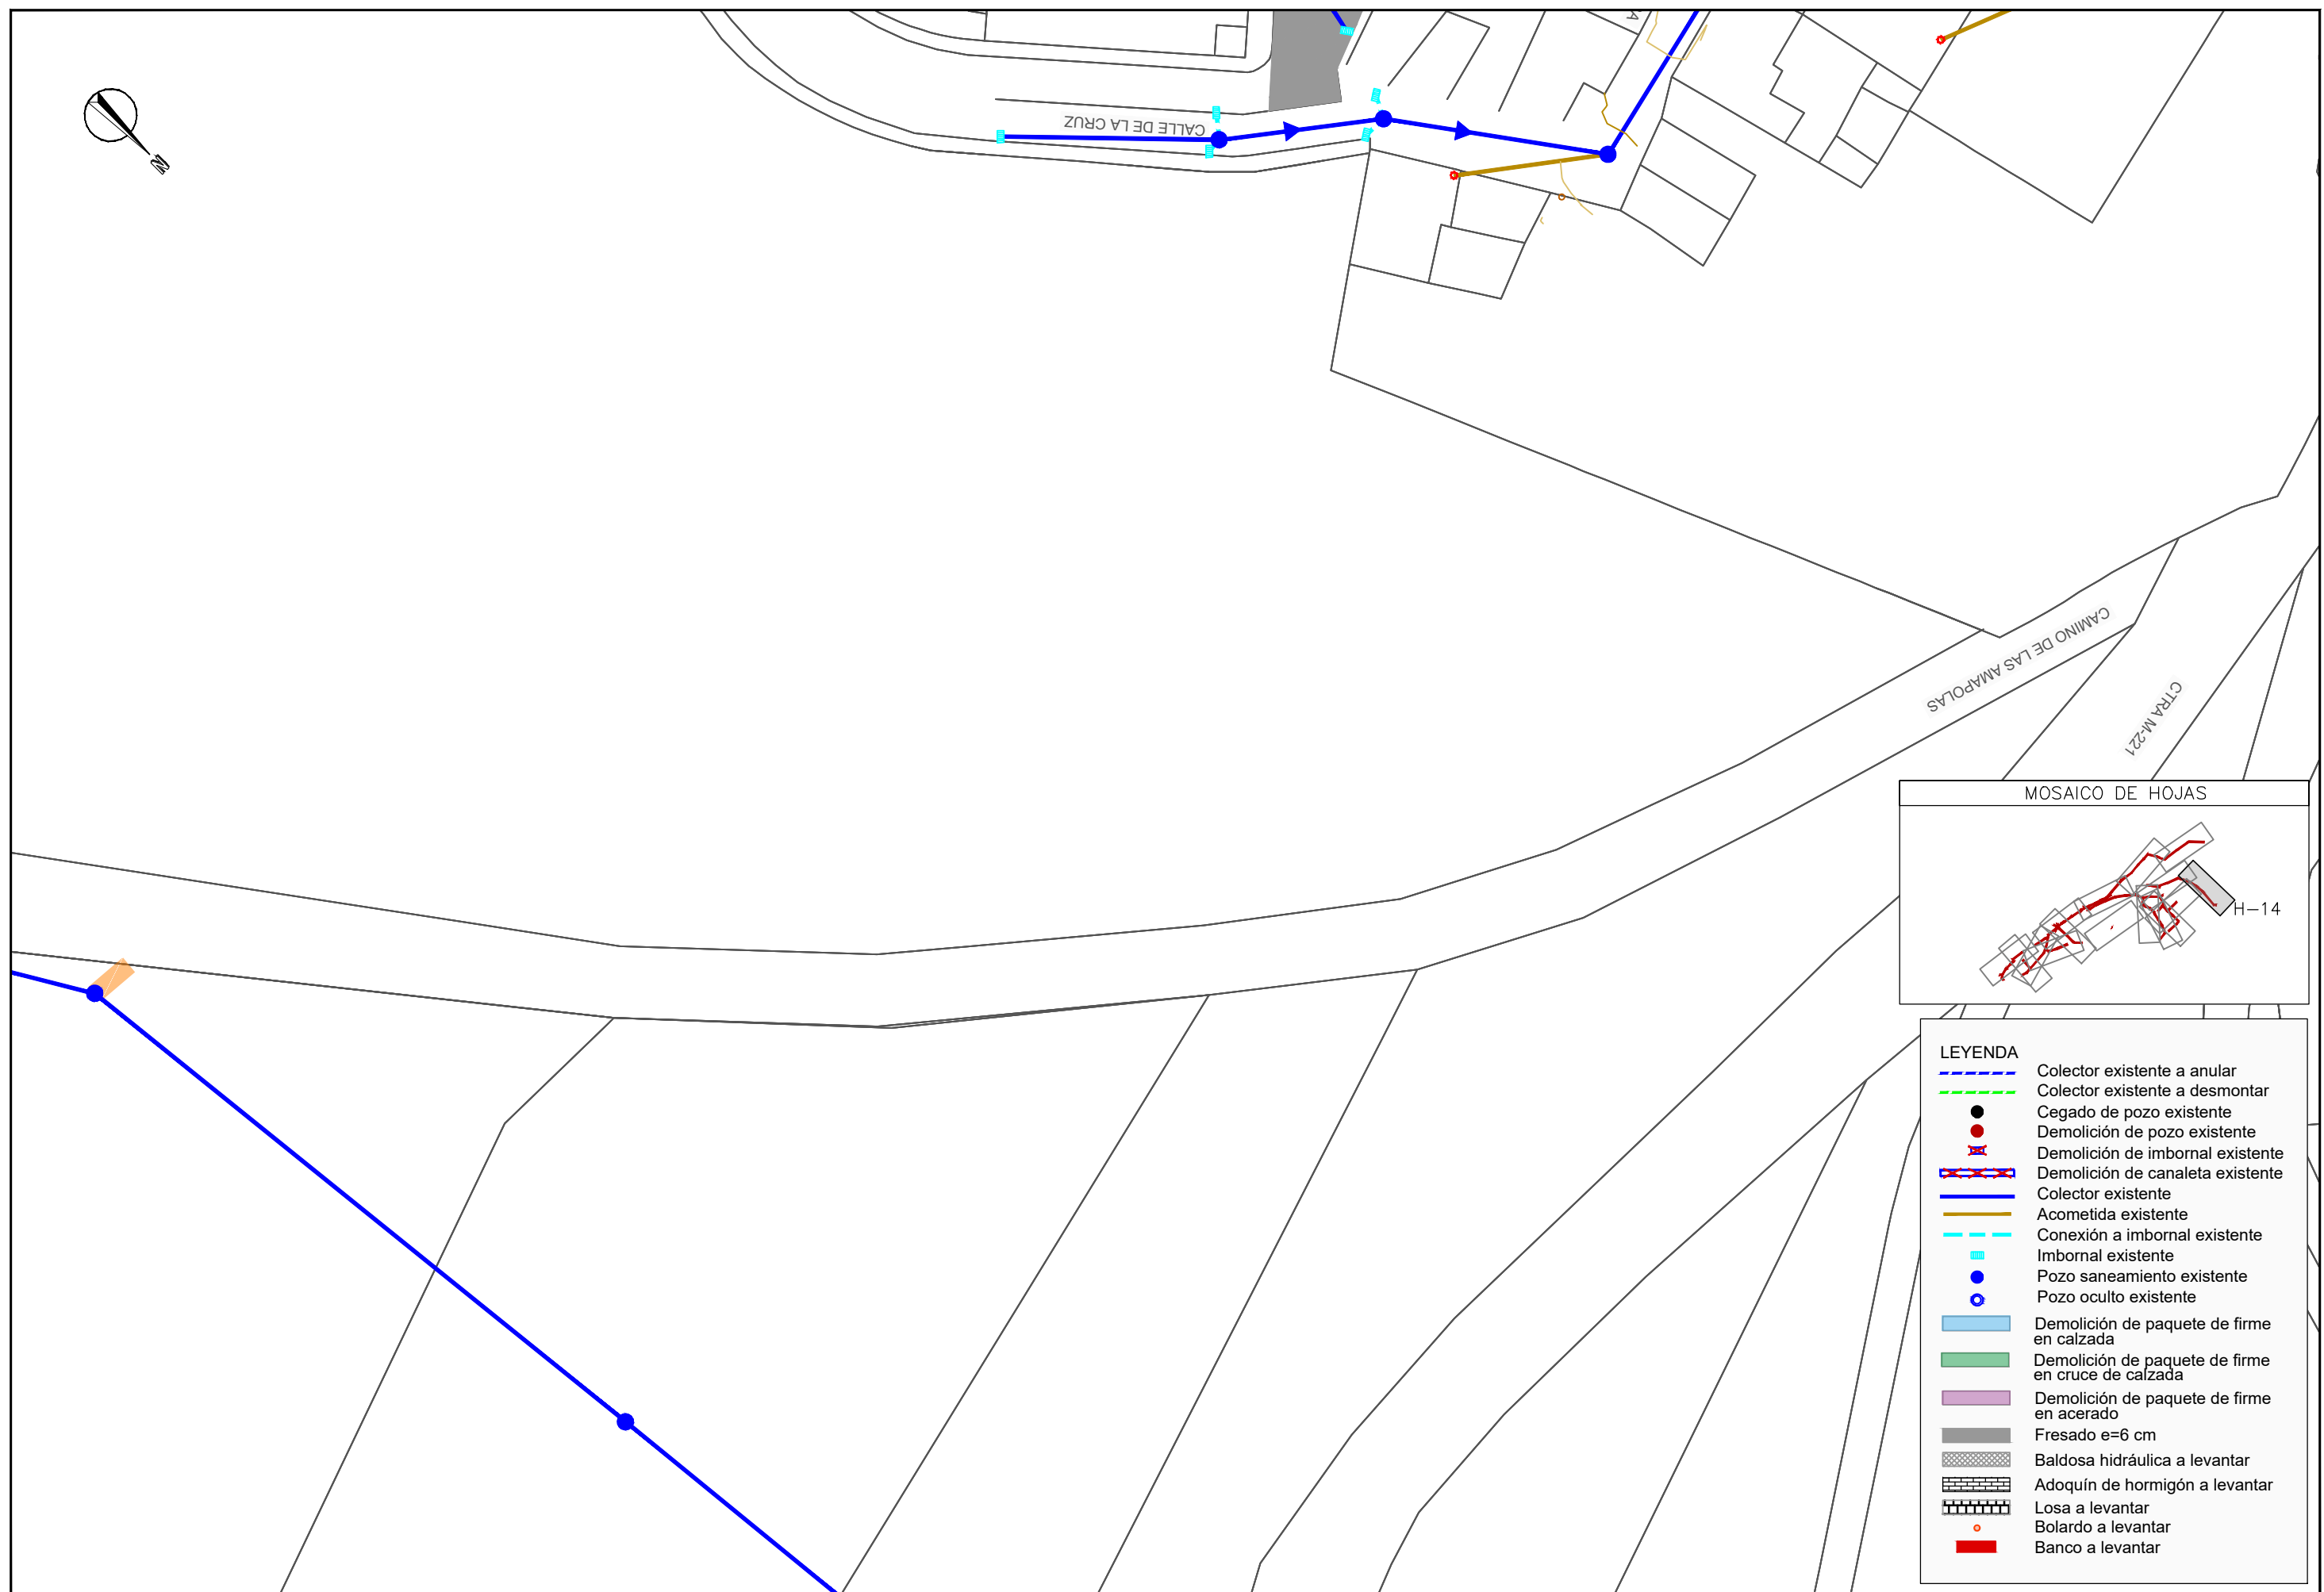 A
CALLE DE LA CRUZ
N
CAMINO DE LAS AMAPOLAS
CTRA M-221
MOSAICO DE HOJAS
H-14
LEYENDA
Colector existente a anular
Colector existente a desmontar
Cegado de pozo existente
Demolición de pozo existente
Demolición de imbornal existente
Demolición de canaleta existente
Colector existente
Acometida existente
Conexión a imbornal existente
Imbornal existente
Pozo saneamiento existente
Pozo oculto existente
Demolición de paquete de firme
en calzada
Demolición de paquete de firme
en cruce de calzada
Demolición de paquete de firme
en acerado
Fresado e=6 cm
Baldosa hidráulica a levantar
Adoquín de hormigón a levantar
Losa a levantar
Bolardo a levantar
Banco a levantar